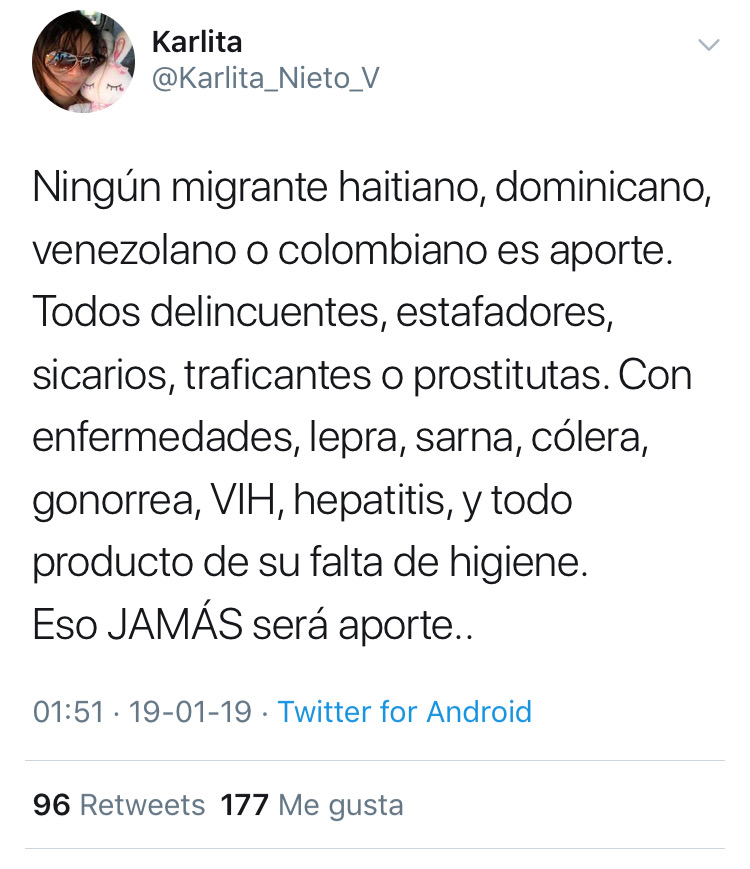 Karlita
@Karlita_Nieto_V
Ningún migrante haitiano, dominicano,
venezolano o colombiano es aporte.
Todos delincuentes, estafadores,
sicarios, traficantes o prostitutas. Con
enfermedades, lepra, sarna, cólera,
gonorrea, VIH, hepatitis, y todo
producto de su falta de higiene.
Eso JAMÁS será aporte..
01:51 · 19-01-19 · Twitter for Android
96 Retweets 177 Me gusta